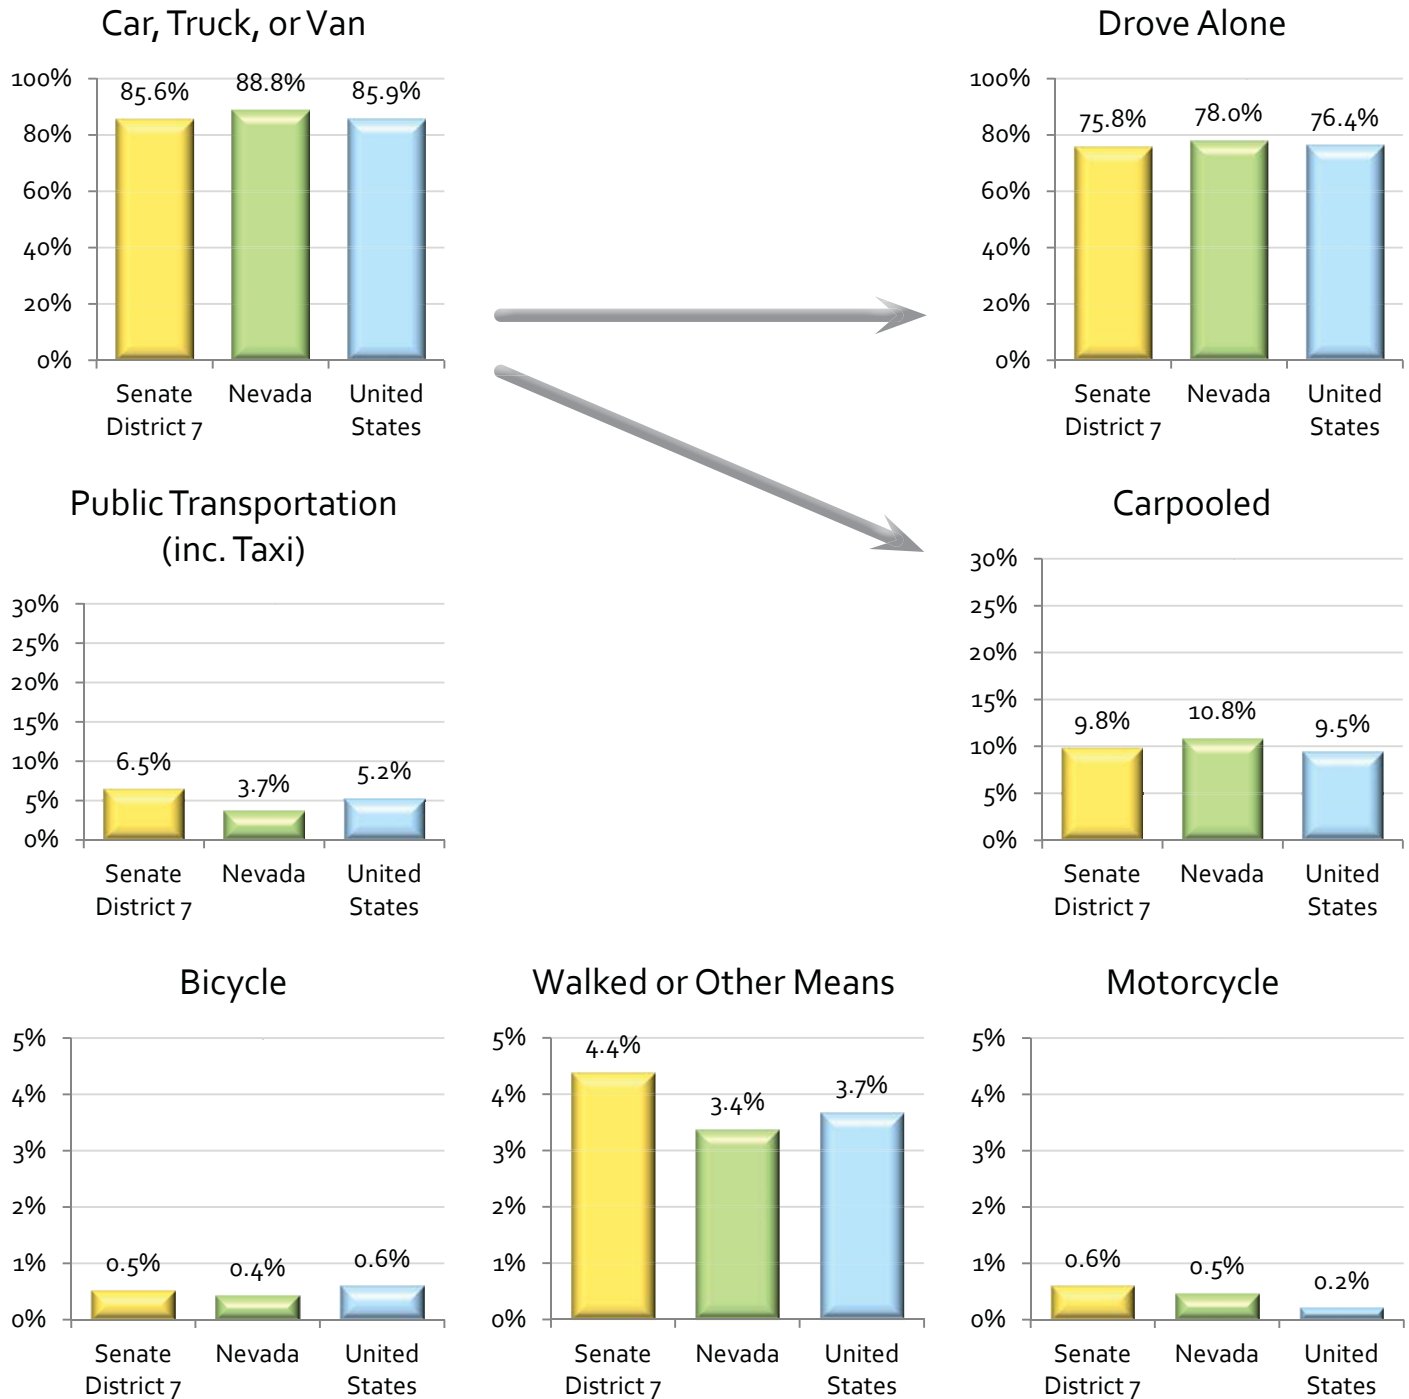 Car, Truck, or Van
100%
80%
60%
40%
20%
0%
85.6%
88.8%
85.9%
Senate
District 7
Nevada
United
States
Drove Alone
100%
80%
60%
40%
20%
0%
75.8%
78.0%
76.4%
Senate
District 7
Nevada
United
States
Public Transportation
(inc. Taxi)
30%
25%
20%
15%
10%
5%
0%
6.5%
3.7%
5.2%
Senate
District 7
Nevada
United
States
Carpooled
30%
25%
20%
15%
10%
5%
0%
9.8%
10.8%
9.5%
Senate
District 7
Nevada
United
States
Bicycle
5%
4%
3%
2%
1%
0%
0.5%
0.4%
0.6%
Senate
District 7
Nevada
United
States
Walked or Other Means
5%
4%
3%
2%
1%
0%
4.4%
3.4%
3.7%
Senate
District 7
Nevada
United
States
Motorcycle
5%
4%
3%
2%
1%
0%
0.6%
0.5%
0.2%
Senate
District 7
Nevada
United
States